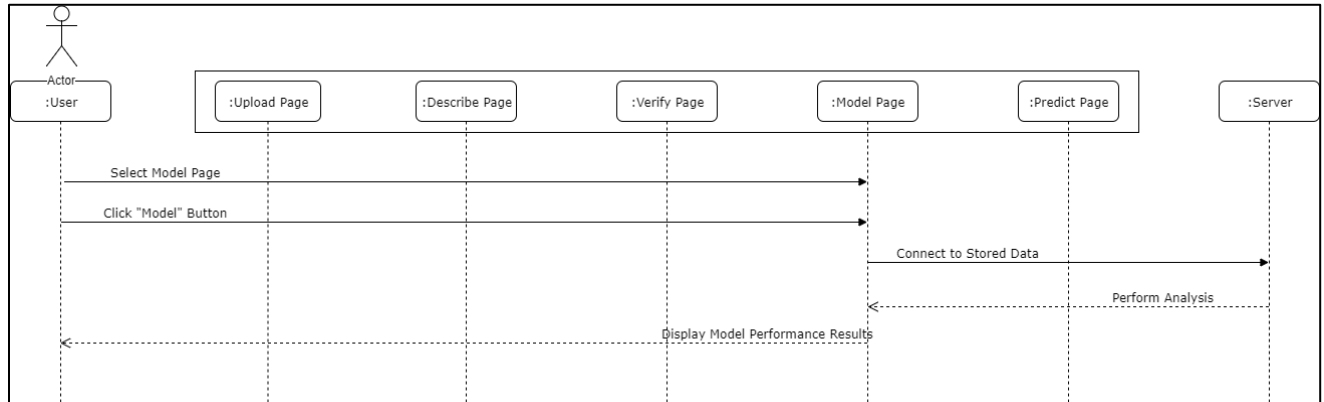 Actor
:User
:Upload Page
:Describe Page
:Verify Page
:Model Page
:Predict Page
:Server
Select Model Page
Click "Model" Button
Connect to Stored Data
Perform Analysis
Display Model Performance Results